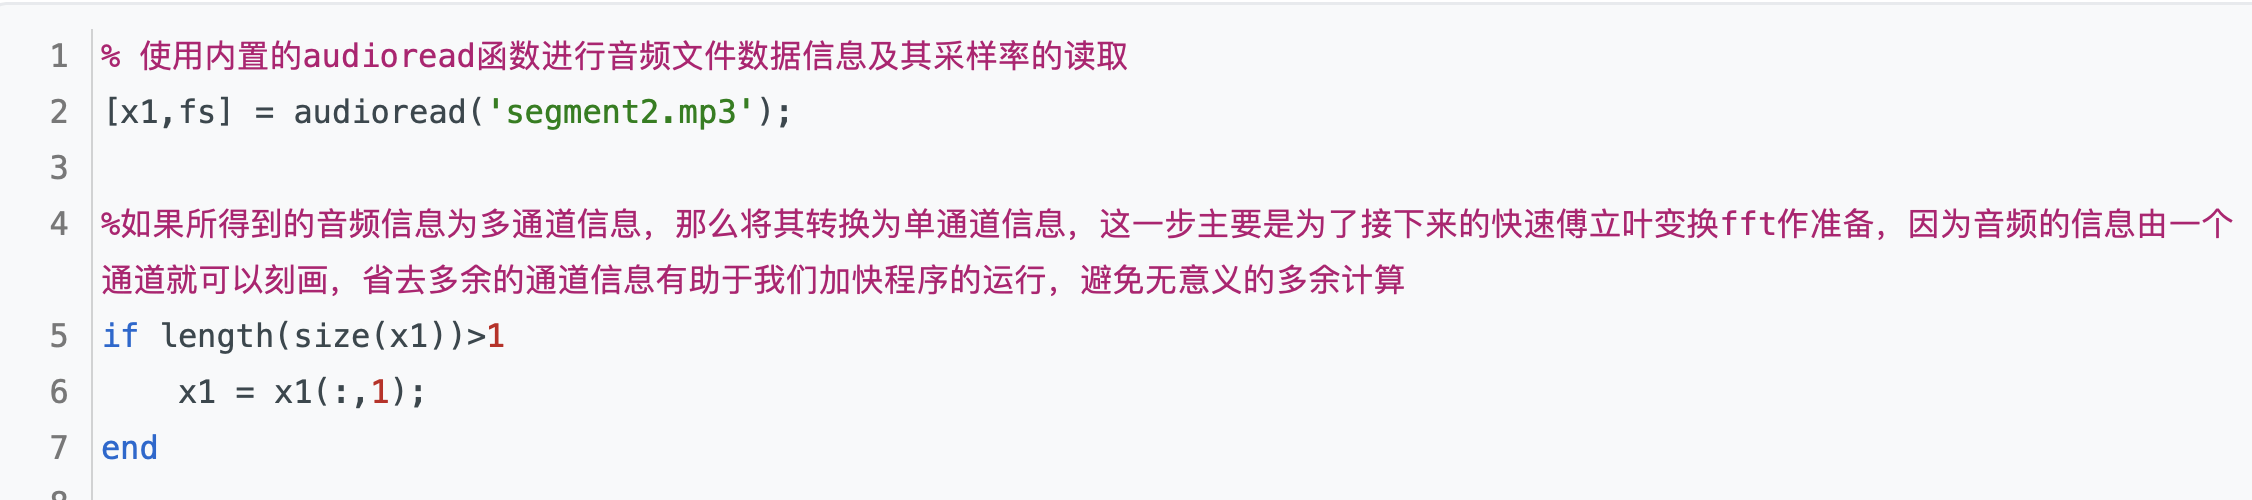 1 % 使用内置的audioread函数进行音频文件数据信息及其采样率的读取
2 [x1,fs] = audioread('segment2.mp3');
3
4 %如果所得到的音频信息为多通道信息，那么将其转换为单通道信息，这一步主要是为了接下来的快速傅立叶变换fft作准备，因为音频的信息由一个
通道就可以刻画，省去多余的通道信息有助于我们加快程序的运行，避免无意义的多余计算
5 if length(size(x1))>1
6     x1 = x1(:,1);
7 end